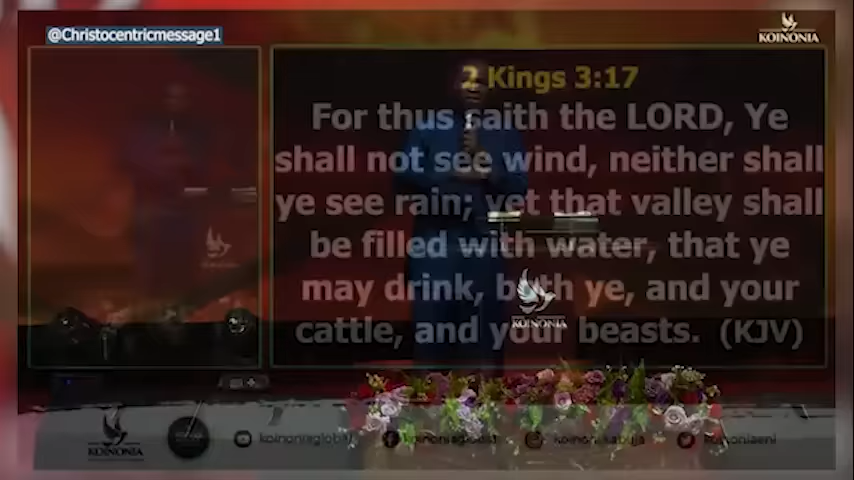 @Christocentricmessage1
KOINONIA
2 Kings 3:17
For thus saith the LORD, Ye
shall not see wind, neither shall
ye see rain; yet that valley shall
be filled with water, that ye
may drink, both ye, and your
cattle, and your beasts. (KJV)
KOINONIA
KOINONIA
koinoniaglobal
koinoniaglobal
koinoniaabuja
koinoniaeni